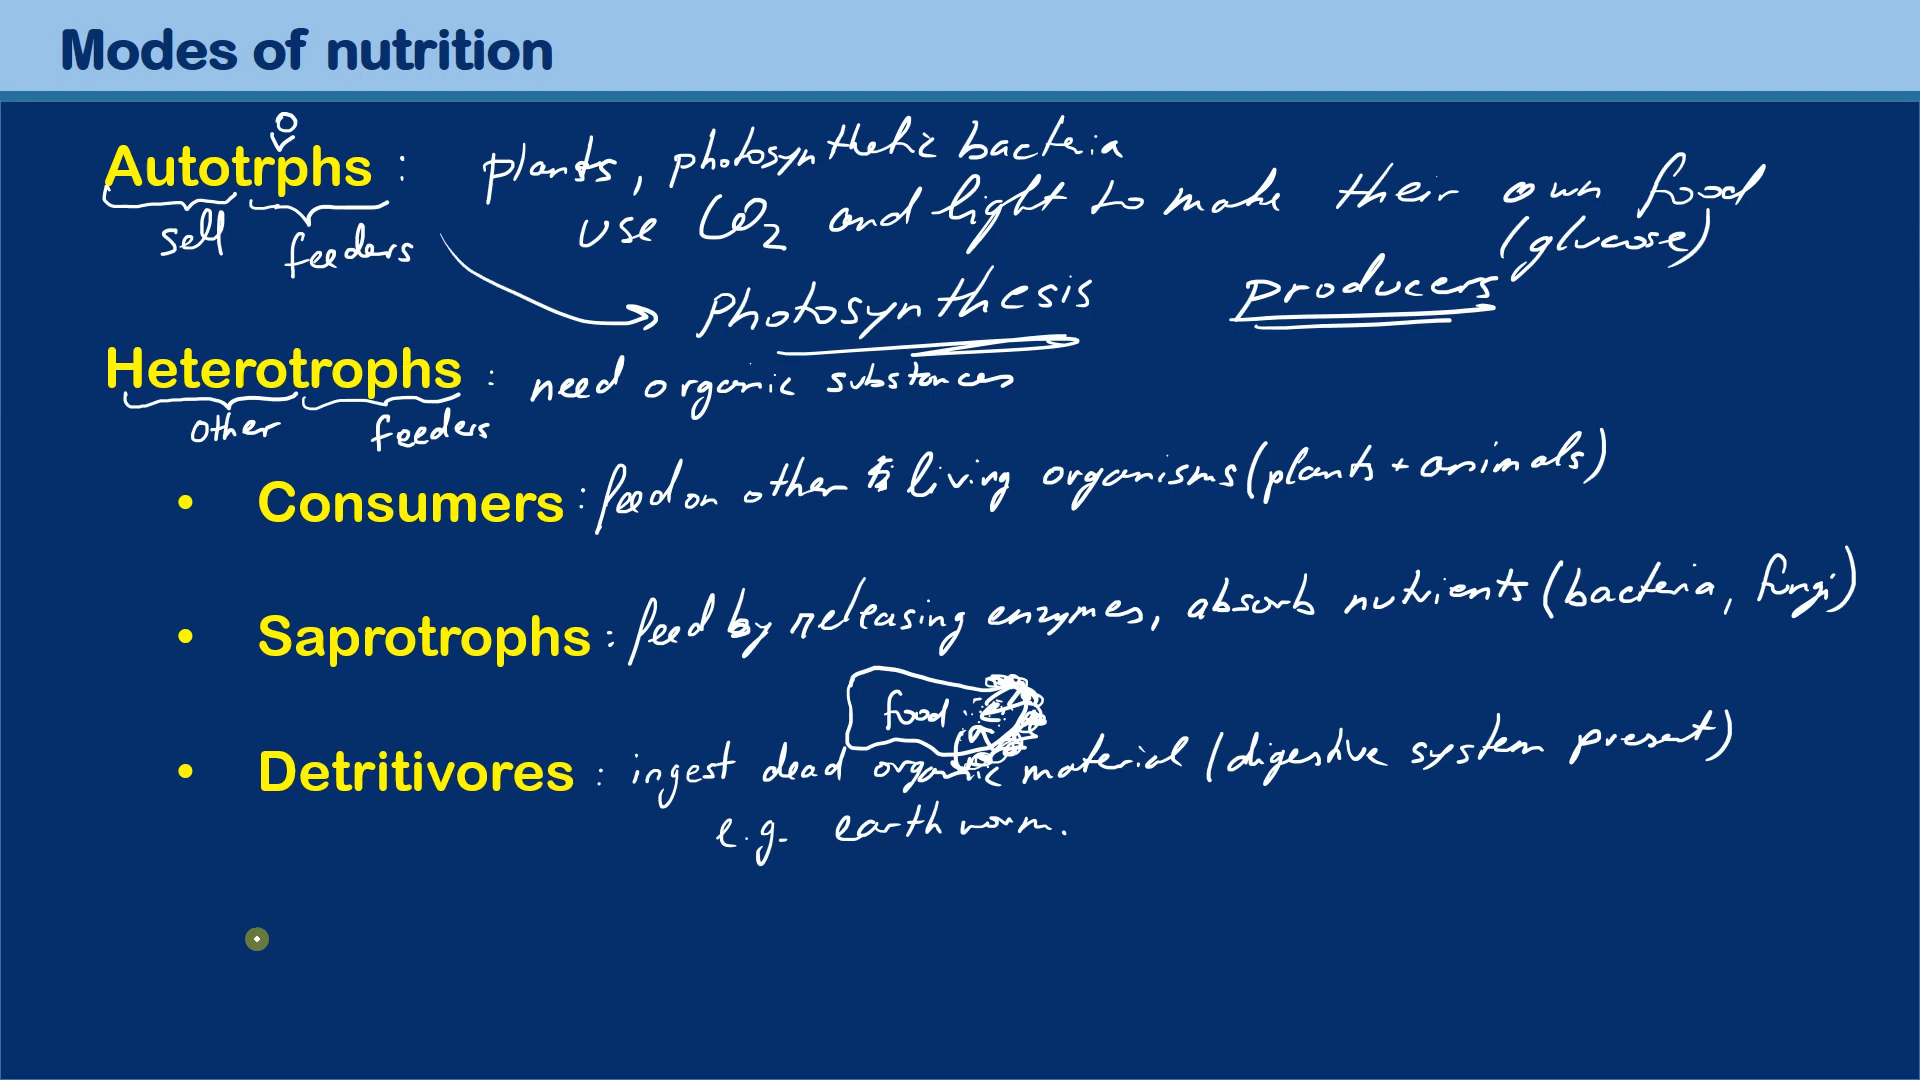 Modes of nutrition
o
Autotrphs : plants, photosynthetic bacteria
self feeders use CO2 and light to make their own food
(glucose)
Photosynthesis producers
Heterotrophs : need organic substances
other feeders
• Consumers : feed on other living organisms (plants + animals)
• Saprotrophs : feed by releasing enzymes, absorb nutrients (bacteria, fungi)
food
• Detritivores : ingest dead organic material (digestive system present)
e.g. earthworm.